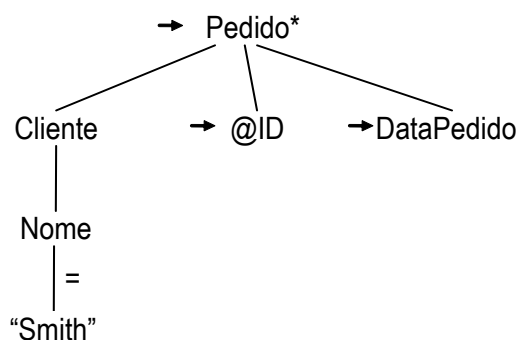 → Pedido*
Cliente → @ID → DataPedido
Nome
=
“Smith”